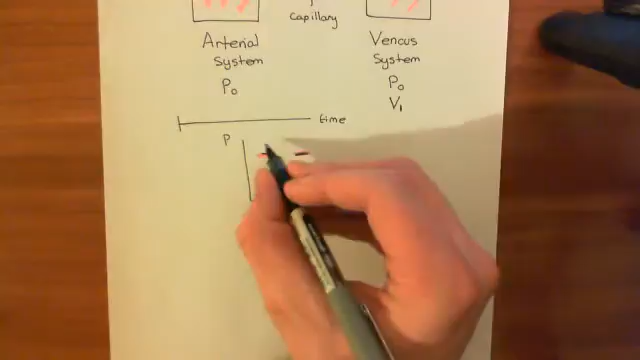 Capillary
Arterial
System
P₀
Venous
System
P₀
V₁
time
P